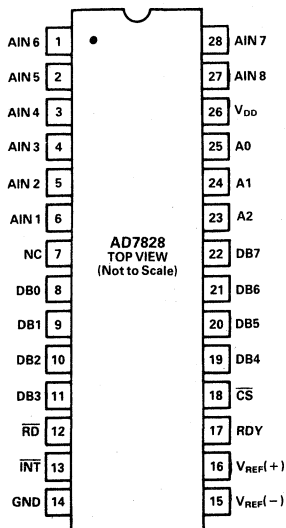 AIN 6 1 28 AIN 7
AIN 5 2 27 AIN 8
AIN 4 3 26 VDD
AIN 3 4 25 A0
AIN 2 5 24 A1
AIN 1 6 23 A2
AD7828
TOP VIEW
(Not to Scale)
NC 7 22 DB7
DB0 8 21 DB6
DB1 9 20 DB5
DB2 10 19 DB4
DB3 11 18 C̅S̅
R̅D̅ 12 17 RDY
I̅N̅T̅ 13 16 VREF(+)
GND 14 15 VREF(−)